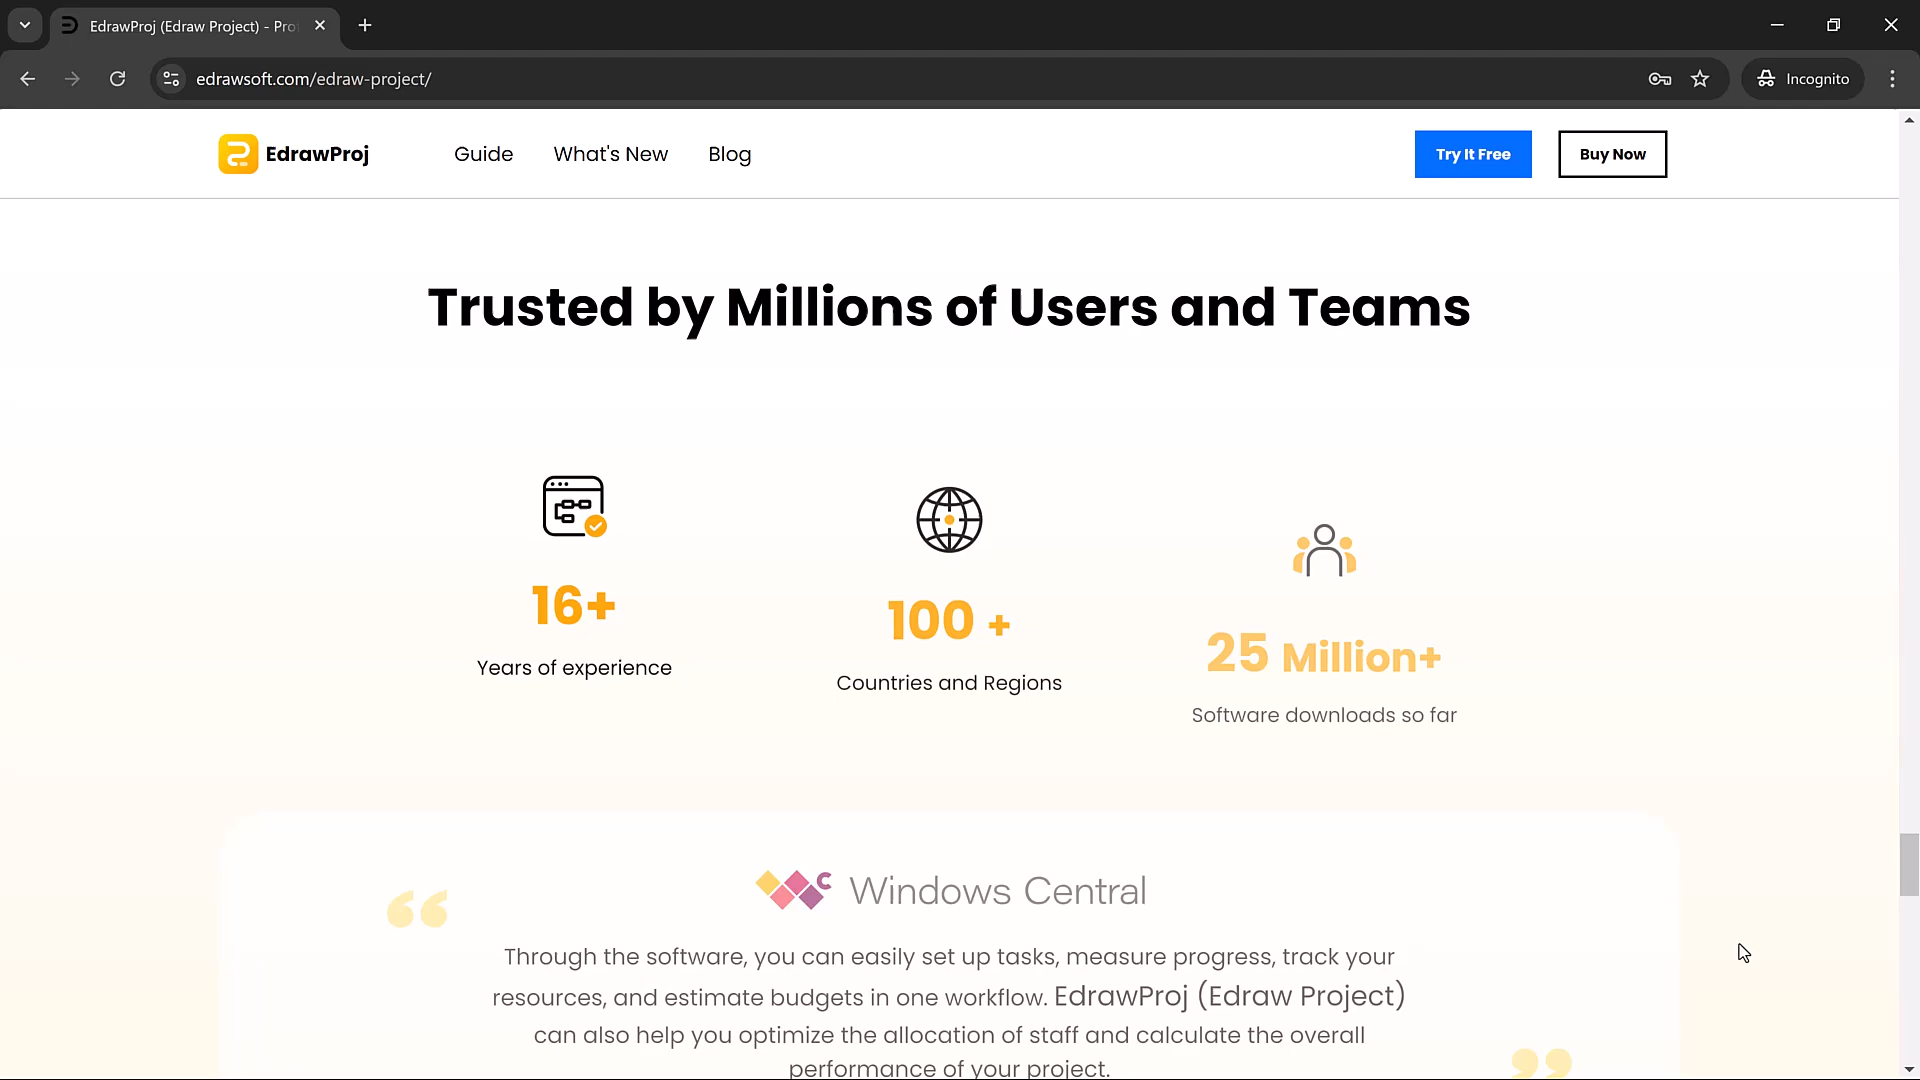 EdrawProj (Edraw Project) - Pro
edrawsoft.com/edraw-project/
Incognito
EdrawProj
Guide
What's New
Blog
Try It Free
Buy Now
Trusted by Millions of Users and Teams
16+
Years of experience
100 +
Countries and Regions
25 Million+
Software downloads so far
Windows Central
“
Through the software, you can easily set up tasks, measure progress, track your
resources, and estimate budgets in one workflow. EdrawProj (Edraw Project)
can also help you optimize the allocation of staff and calculate the overall
performance of your project.
”